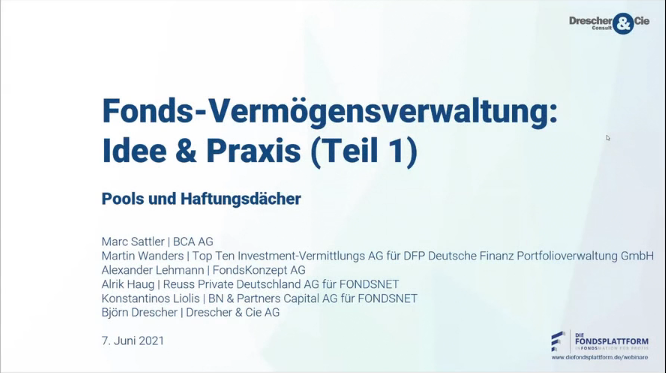 Drescher & Cie
Consult
Fonds-Vermögensverwaltung:
Idee & Praxis (Teil 1)
Pools und Haftungsdächer
Marc Sattler | BCA AG
Martin Wanders | Top Ten Investment-Vermittlungs AG für DFP Deutsche Finanz Portfolioverwaltung GmbH
Alexander Lehmann | FondsKonzept AG
Alrik Haug | Reuss Private Deutschland AG für FONDSNET
Konstantinos Liolis | BN & Partners Capital AG für FONDSNET
Björn Drescher | Drescher & Cie AG
7. Juni 2021
DIE
FONDSPLATTFORM
www.diefondsplattform.de/webinare